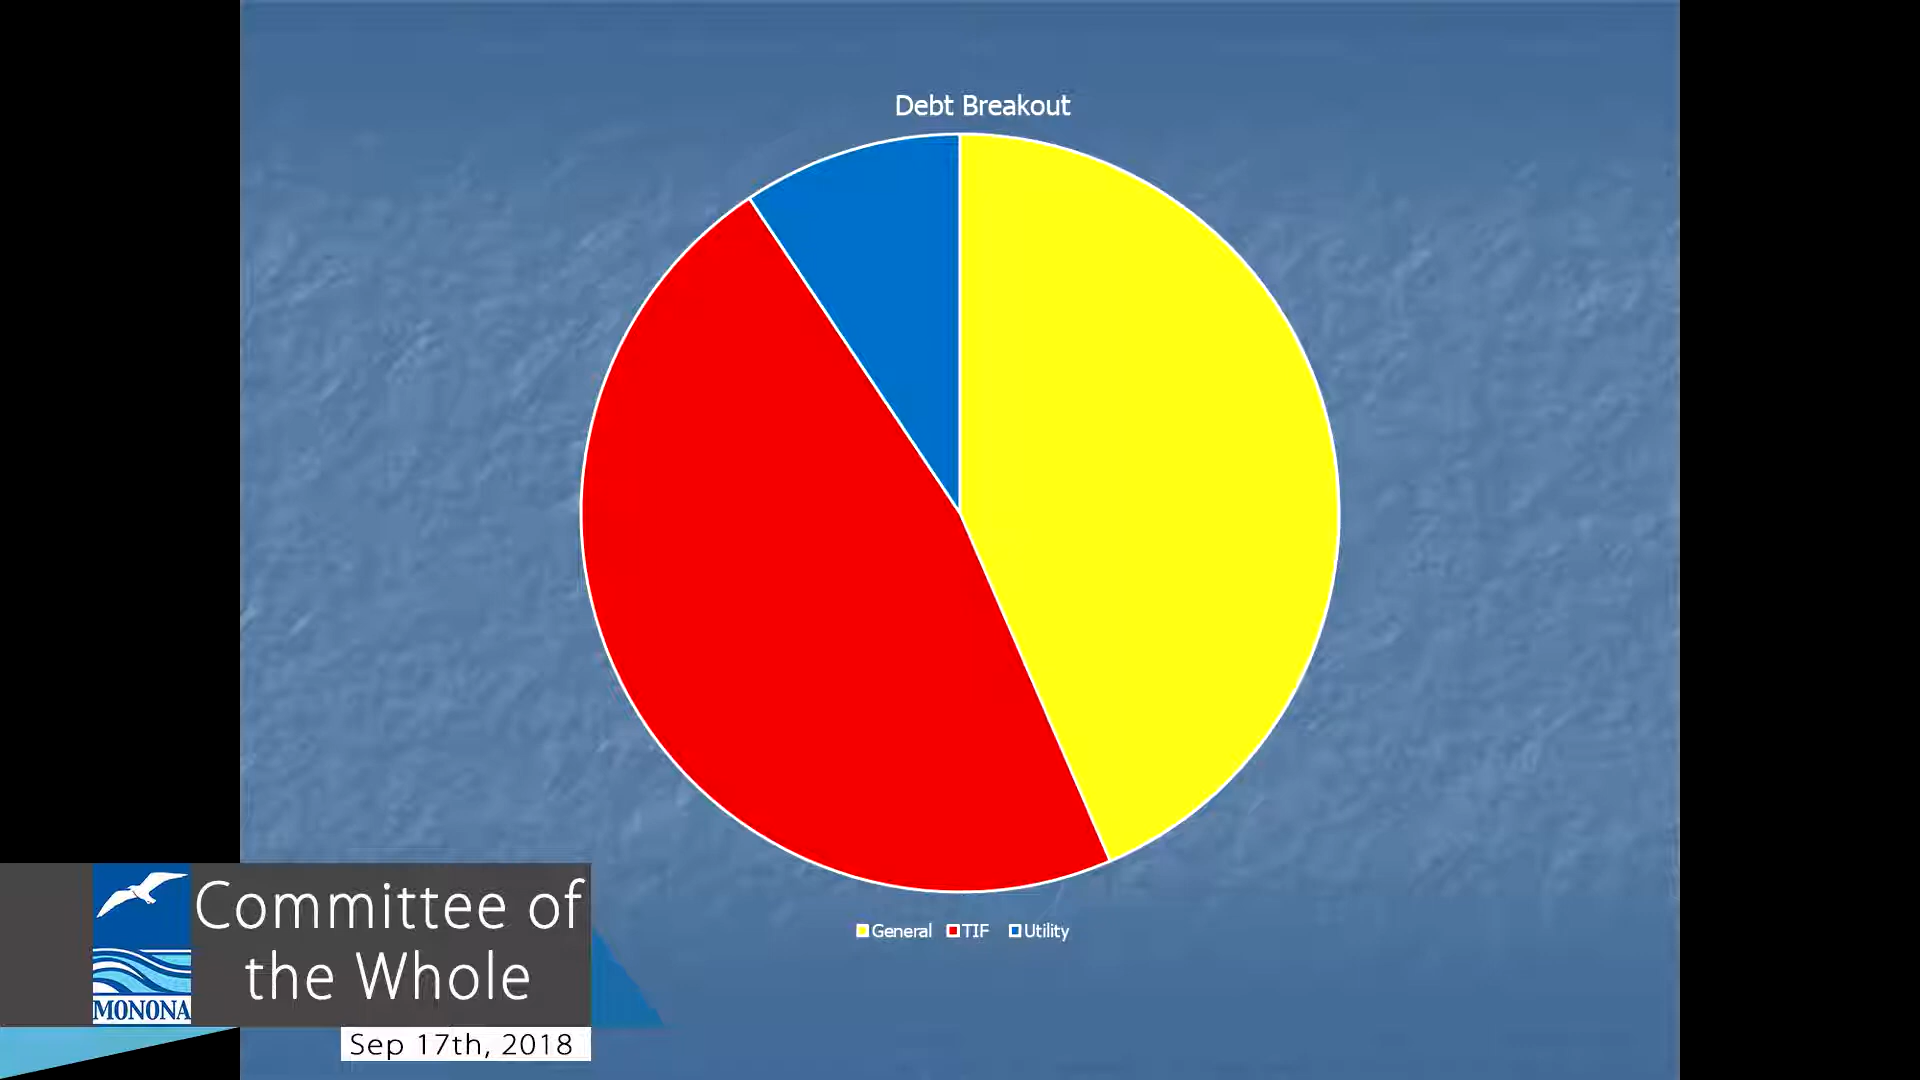 Debt Breakout
General TIF Utility
Committee of
the Whole
MONONA
Sep 17th, 2018